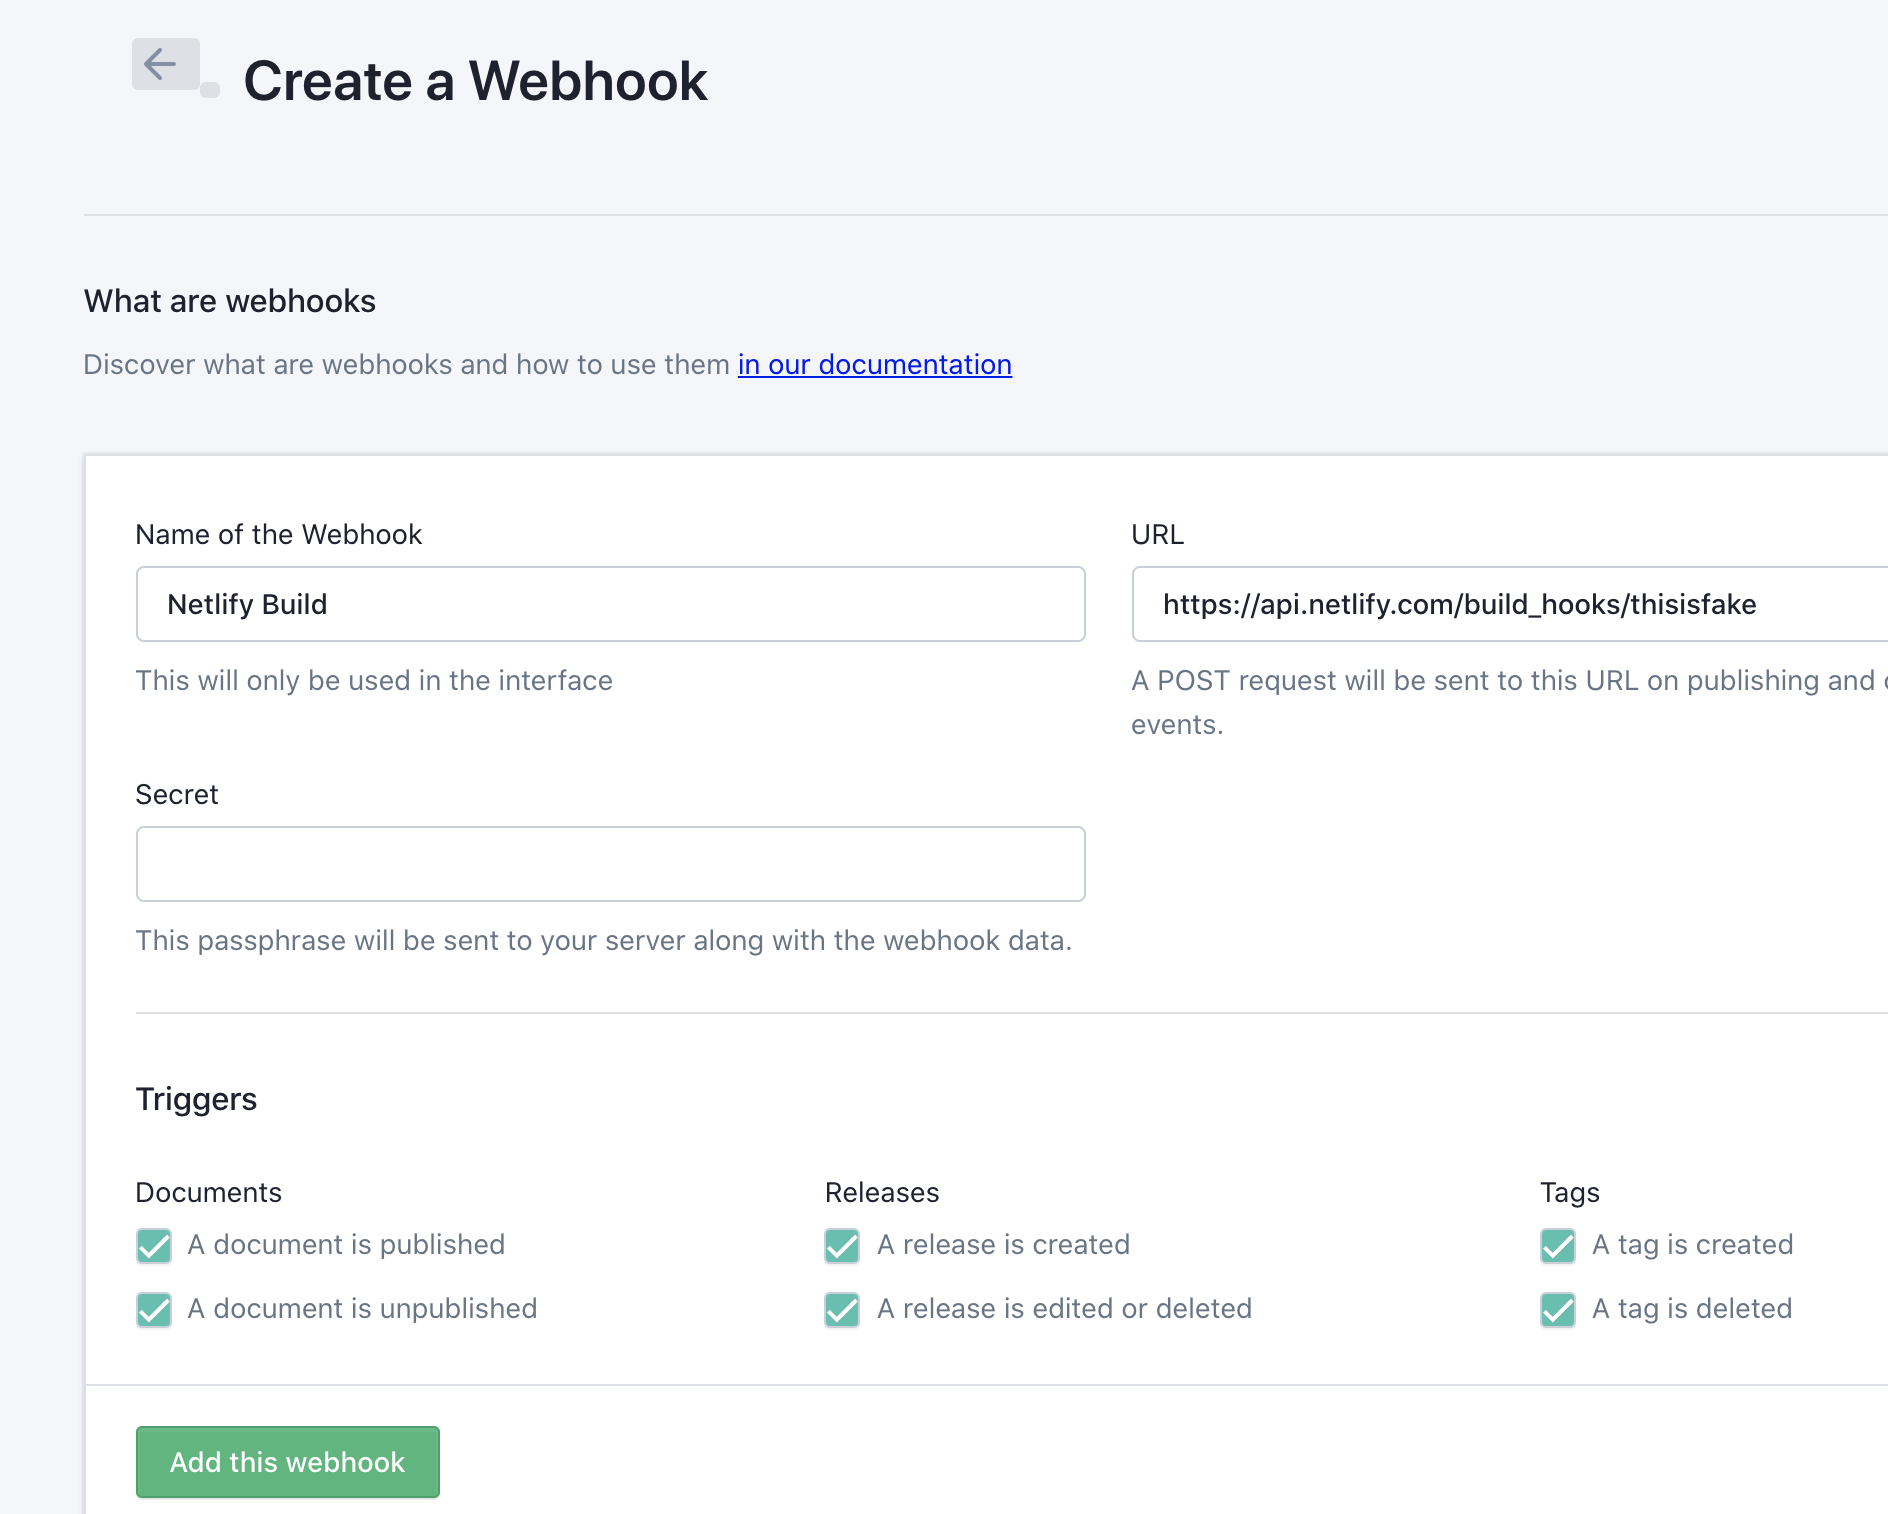 Create a Webhook
What are webhooks
Discover what are webhooks and how to use them in our documentation
Name of the Webhook
Netlify Build
This will only be used in the interface
URL
https://api.netlify.com/build_hooks/thisisfake
A POST request will be sent to this URL on publishing and
events.
Secret
This passphrase will be sent to your server along with the webhook data.
Triggers
Documents
A document is published
A document is unpublished
Releases
A release is created
A release is edited or deleted
Tags
A tag is created
A tag is deleted
Add this webhook